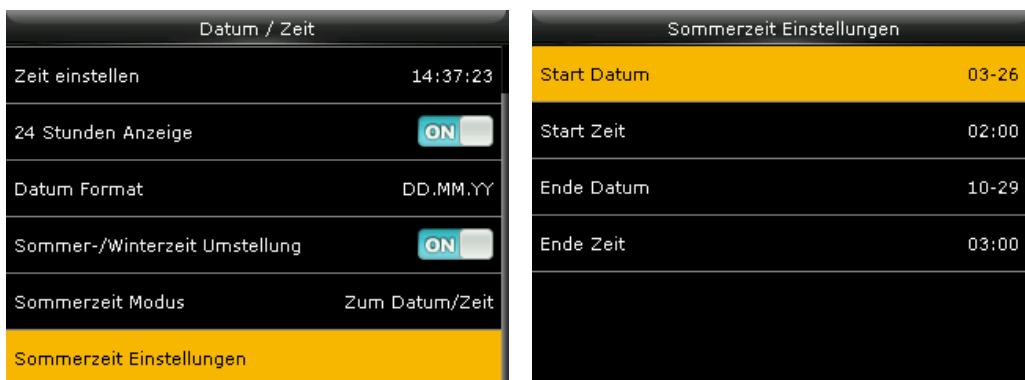 Datum / Zeit
Zeit einstellen 14:37:23
24 Stunden Anzeige ON
Datum Format DD.MM.YY
Sommer-/Winterzeit Umstellung ON
Sommerzeit Modus Zum Datum/Zeit
Sommerzeit Einstellungen
Sommerzeit Einstellungen
Start Datum 03-26
Start Zeit 02:00
Ende Datum 10-29
Ende Zeit 03:00